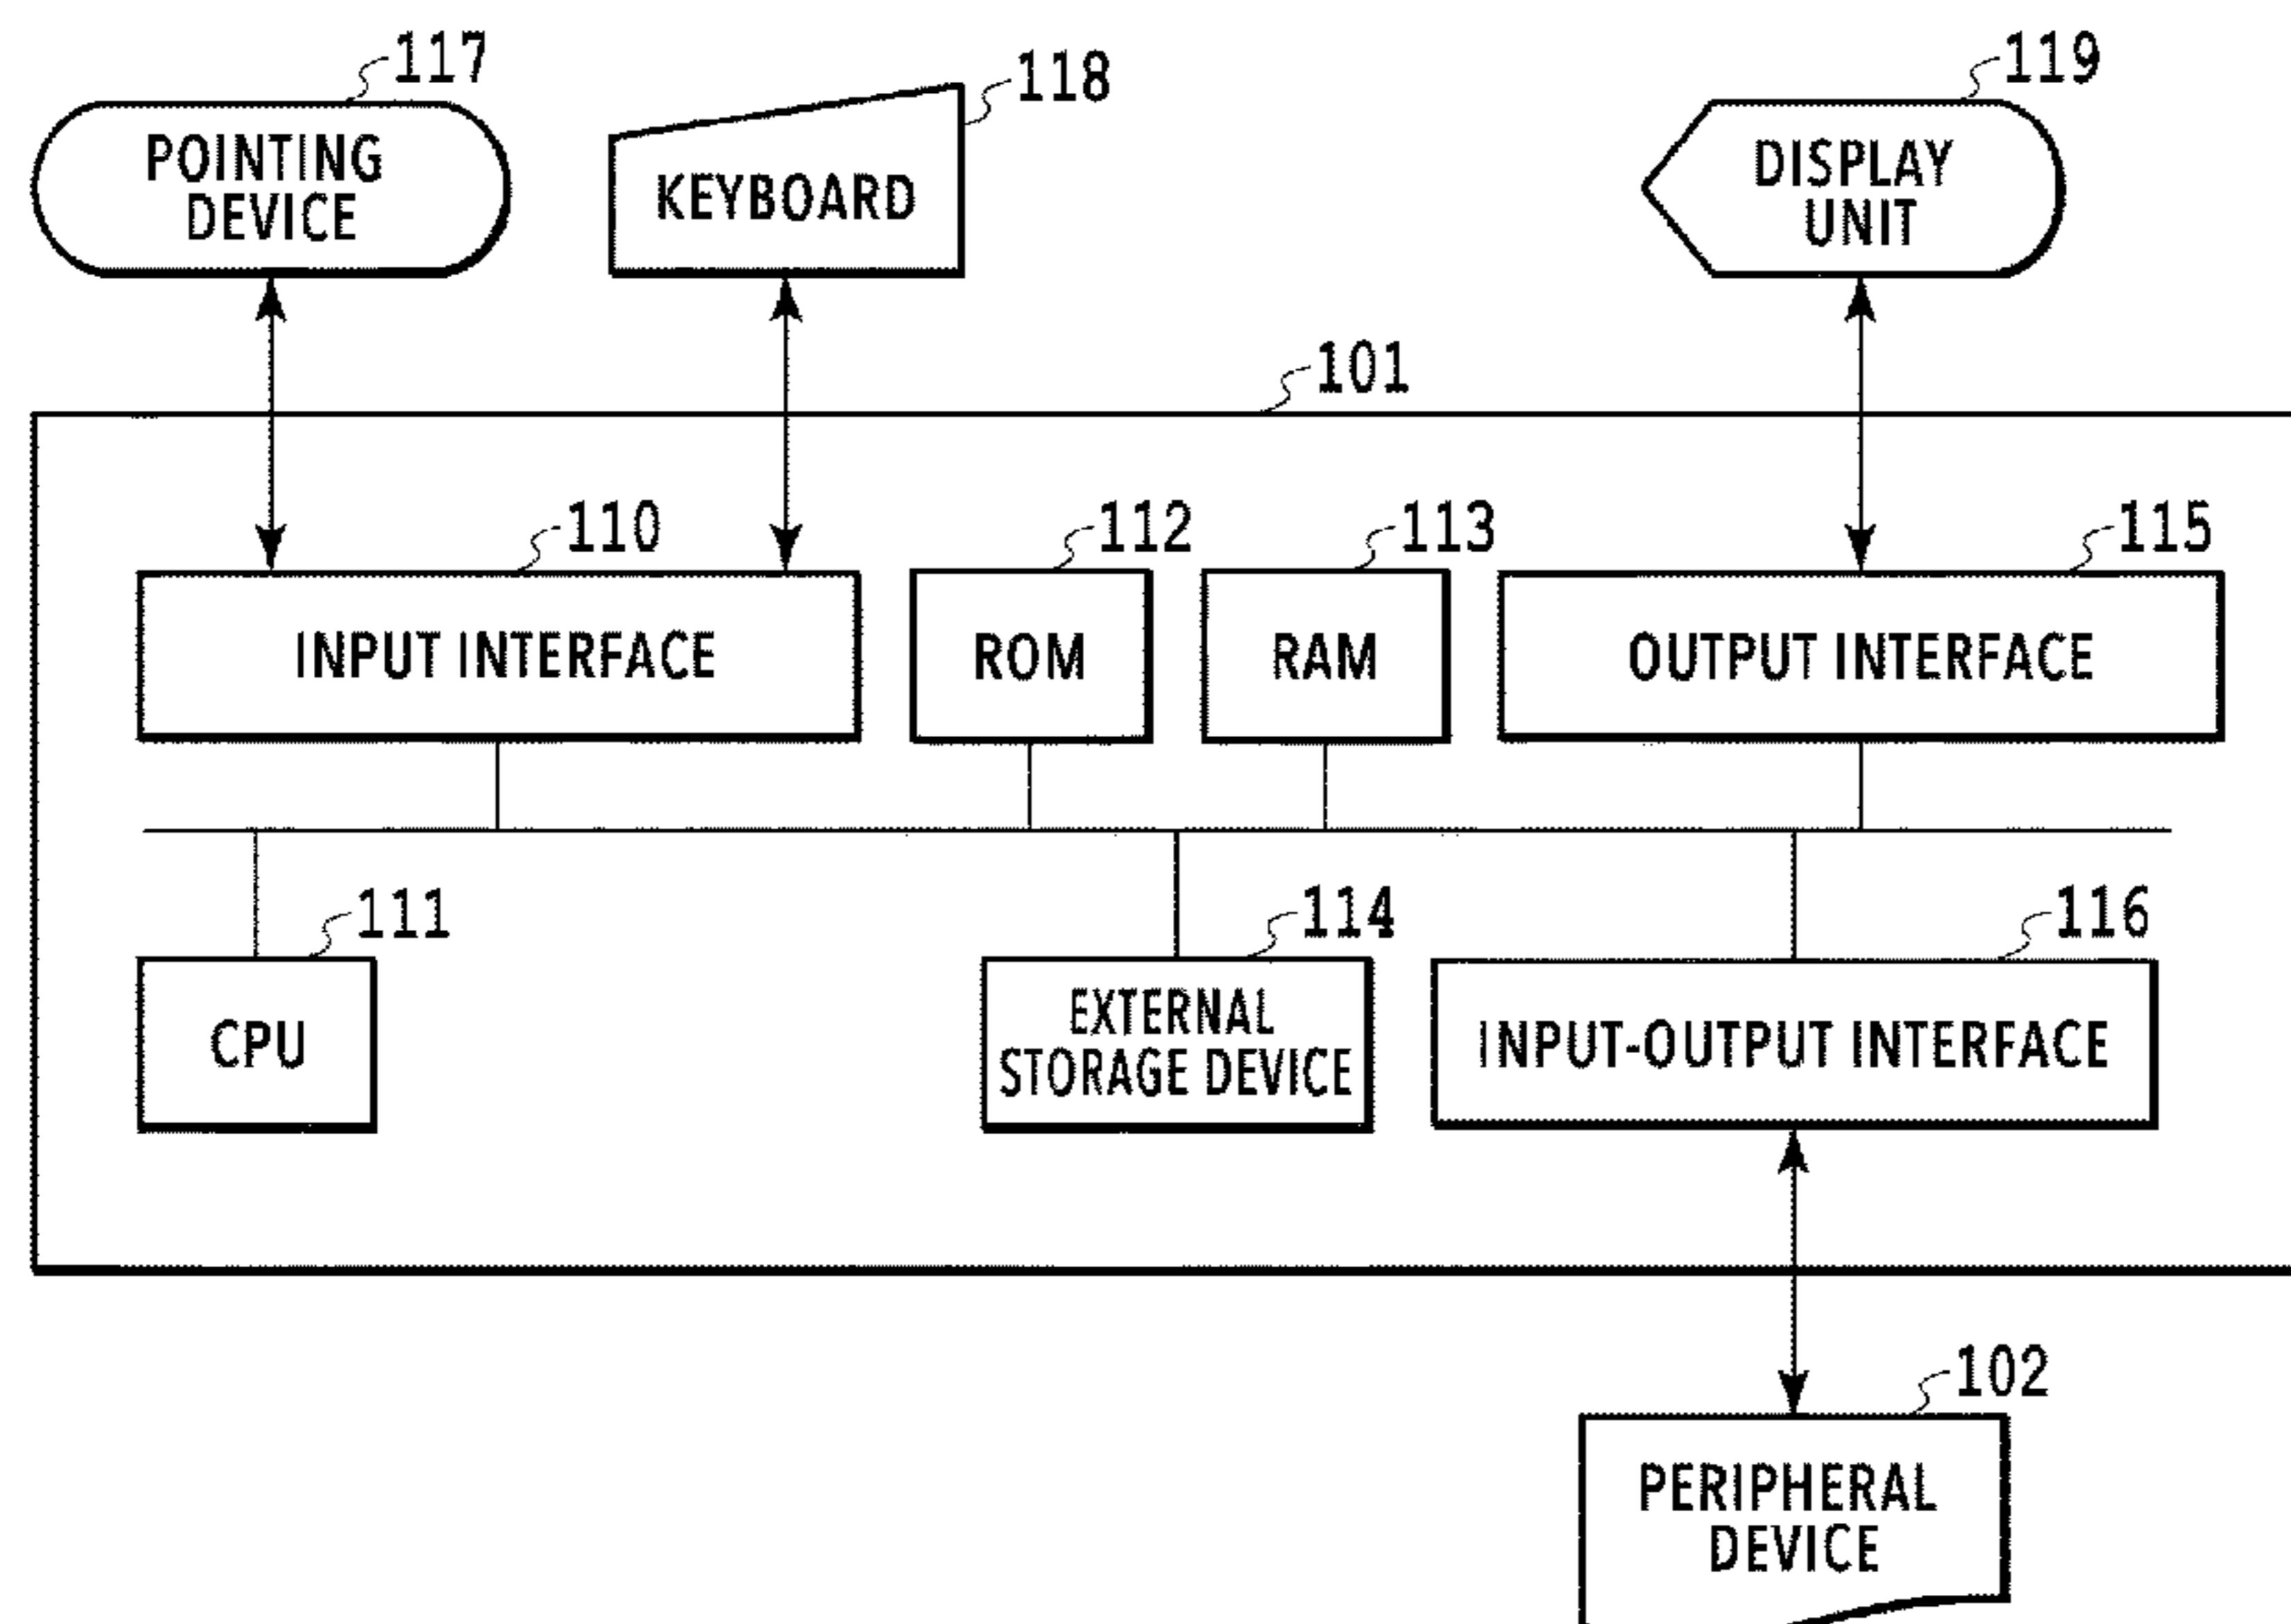 117
POINTING
DEVICE
118
KEYBOARD
119
DISPLAY
UNIT
101
110
INPUT INTERFACE
112
ROM
113
RAM
115
OUTPUT INTERFACE
111
CPU
114
EXTERNAL
STORAGE DEVICE
116
INPUT-OUTPUT INTERFACE
102
PERIPHERAL
DEVICE